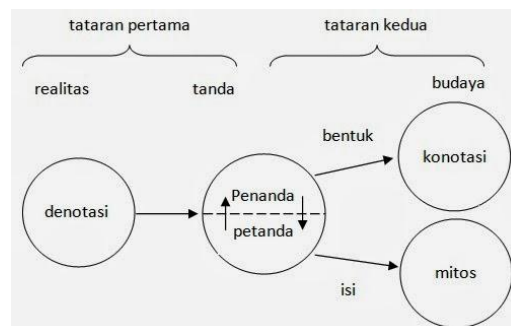 tataran pertama
tataran kedua
realitas
tanda
budaya
bentuk
konotasi
denotasi
Penanda
petanda
isi
mitos